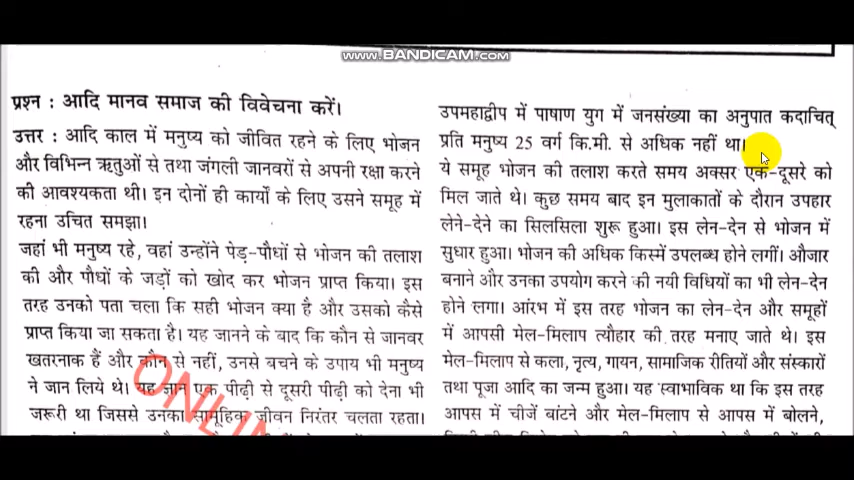 WWW.BANDICAM.COM
प्रश्न : आदि मानव समाज की विवेचना करें।
उत्तर : आदि काल में मनुष्य को जीवित रहने के लिए भोजन
और विभिन्न ऋतुओं से तथा जंगली जानवरों से अपनी रक्षा करने
की आवश्यकता थी। इन दोनों ही कार्यों के लिए उसने समूह में
रहना उचित समझा।
जहां भी मनुष्य रहे, वहां उन्होंने पेड़-पौधों से भोजन की तलाश
की और पौधों के जड़ों को खोद कर भोजन प्राप्त किया। इस
तरह उनको पता चला कि सही भोजन क्या है और उसको कैसे
प्राप्त किया जा सकता है। यह जानने के बाद कि कौन से जानवर
खतरनाक हैं और कौन से नहीं, उनसे बचने के उपाय भी मनुष्य
ने जान लिये थे। यह ज्ञान एक पीढ़ी से दूसरी पीढ़ी को देना भी
जरूरी था जिससे उनका सामूहिक जीवन निरंतर चलता रहता।
उपमहाद्वीप में पाषाण युग में जनसंख्या का अनुपात कदाचित्
प्रति मनुष्य 25 वर्ग कि.मी. से अधिक नहीं था।
ये समूह भोजन की तलाश करते समय अक्सर एक-दूसरे को
मिल जाते थे। कुछ समय बाद इन मुलाकातों के दौरान उपहार
लेने-देने का सिलसिला शुरू हुआ। इस लेन-देन से भोजन में
सुधार हुआ। भोजन की अधिक किस्में उपलब्ध होने लगीं। औजार
बनाने और उनका उपयोग करने की नयी विधियों का भी लेन-देन
होने लगा। आरंभ में इस तरह भोजन का लेन-देन और समूहों
में आपसी मेल-मिलाप त्यौहार की तरह मनाए जाते थे। इस
मेल-मिलाप से कला, नृत्य, गायन, सामाजिक रीतियों और संस्कारों
तथा पूजा आदि का जन्म हुआ। यह स्वाभाविक था कि इस तरह
आपस में चीजें बांटने और मेल-मिलाप से आपस में बोलने,
ONLIN